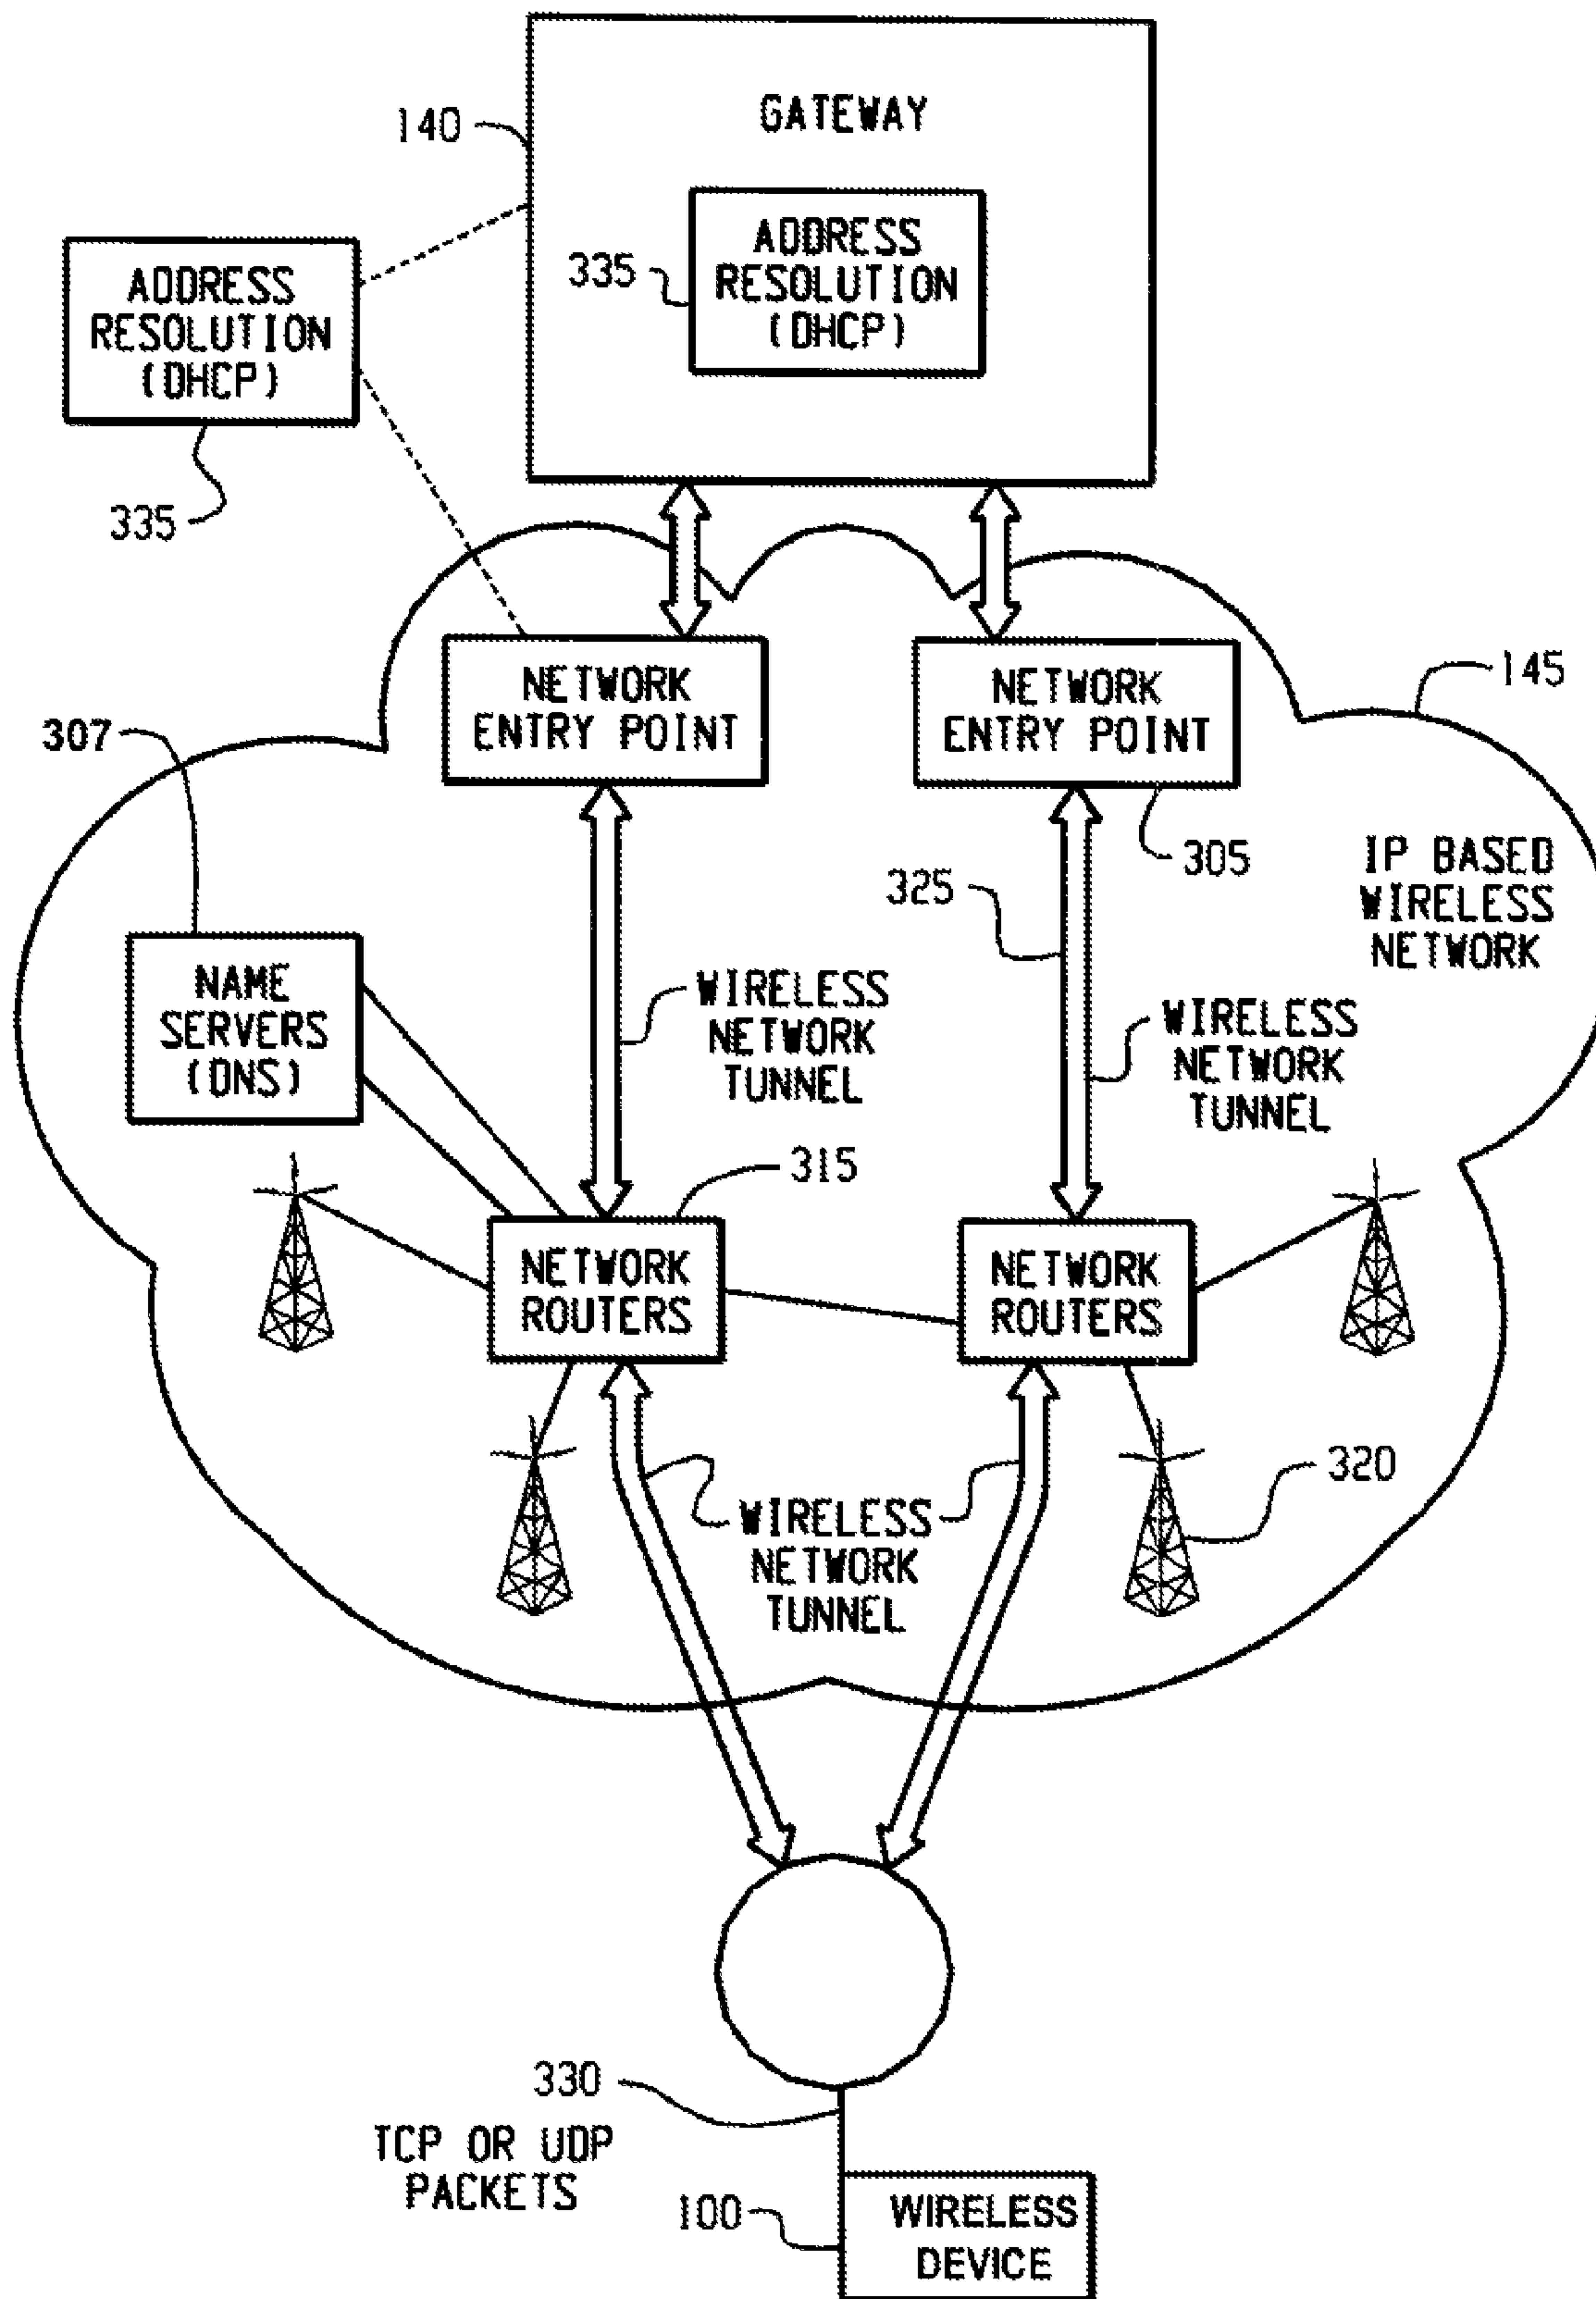 GATEWAY
140
ADDRESS
RESOLUTION
(DHCP)
335
ADDRESS
RESOLUTION
(DHCP)
335
NETWORK
ENTRY POINT
NETWORK
ENTRY POINT
145
307
305
325
IP BASED
WIRELESS
NETWORK
NAME
SERVERS
(DNS)
WIRELESS
NETWORK
TUNNEL
WIRELESS
NETWORK
TUNNEL
315
NETWORK
ROUTERS
NETWORK
ROUTERS
320
WIRELESS
NETWORK
TUNNEL
330
TCP OR UDP
PACKETS
100
WIRELESS
DEVICE